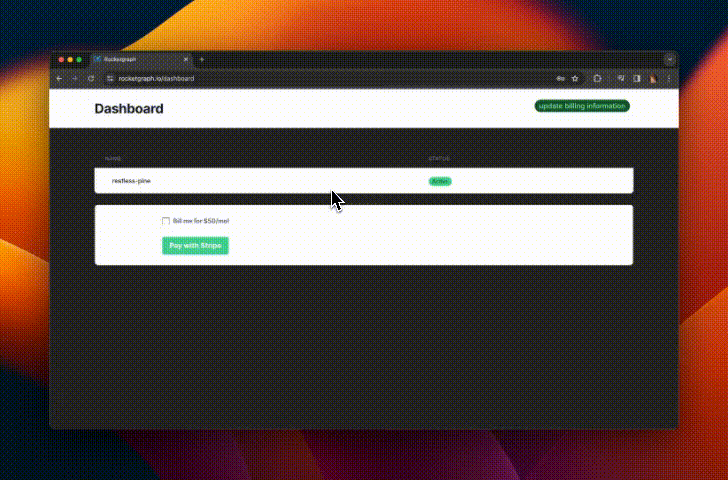 Rocketgraph
rocketgraph.io/dashboard
Dashboard
update billing information
NAME
STATUS
restless-pine
Active
Bill me for $50/mo!
Pay with Stripe